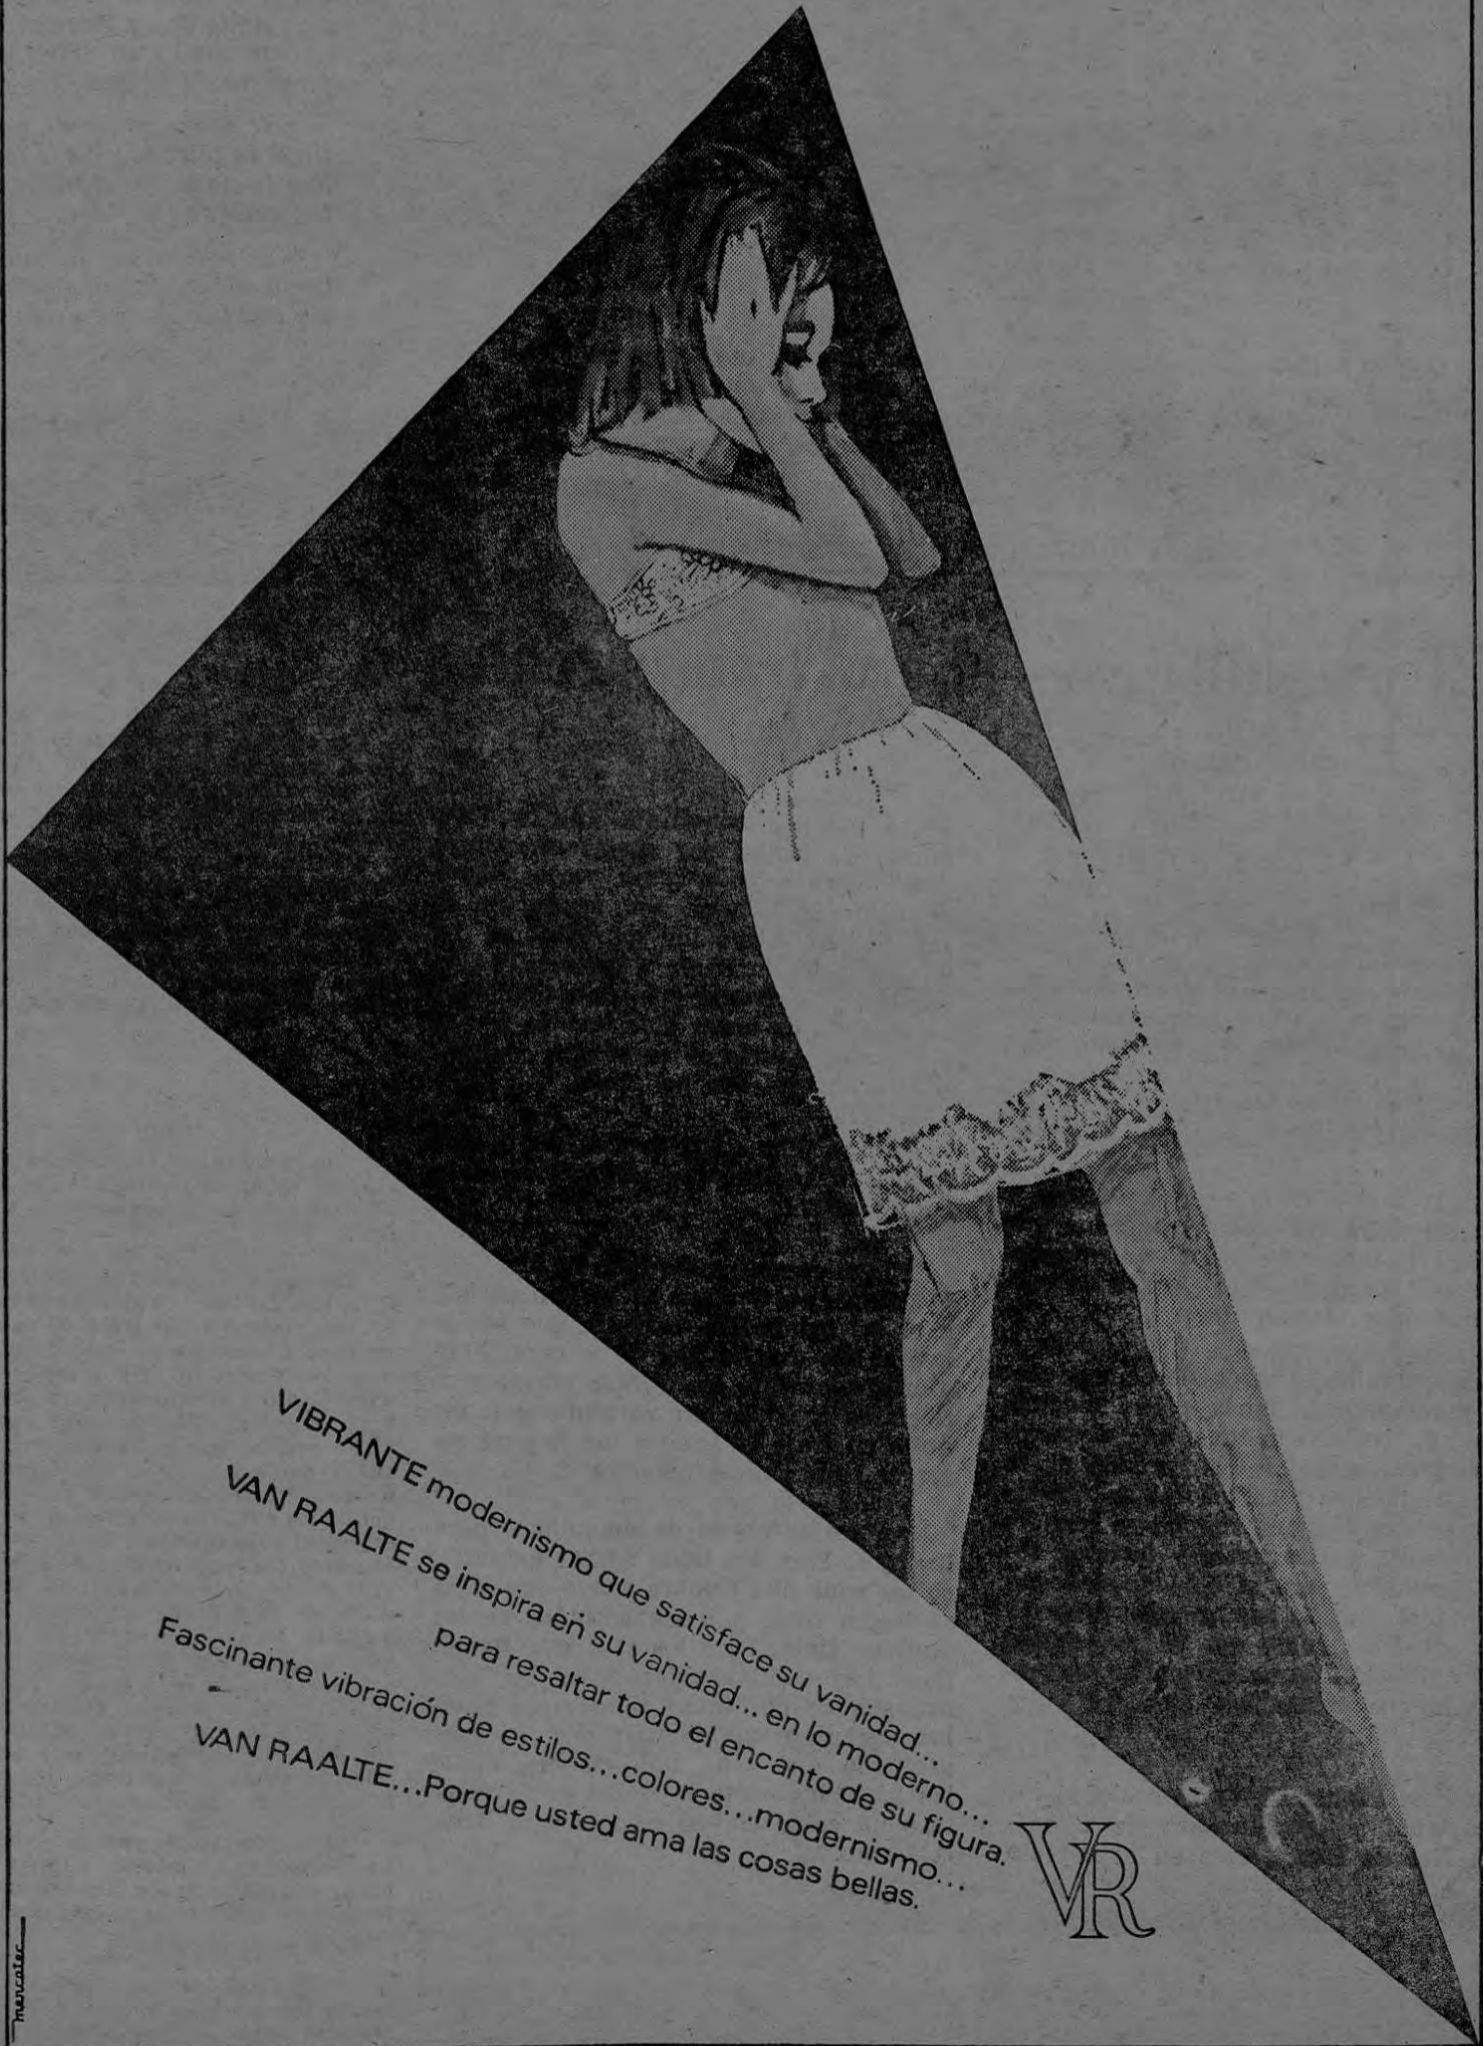 VIBRANTE modernismo que satisface su vanidad...
VAN RAALTE se inspira en su vanidad... en lo moderno...
para resaltar todo el encanto de su figura.
Fascinante vibración de estilos...colores...modernismo...
VAN RAALTE...Porque usted ama las cosas bellas.
VR
mercatec